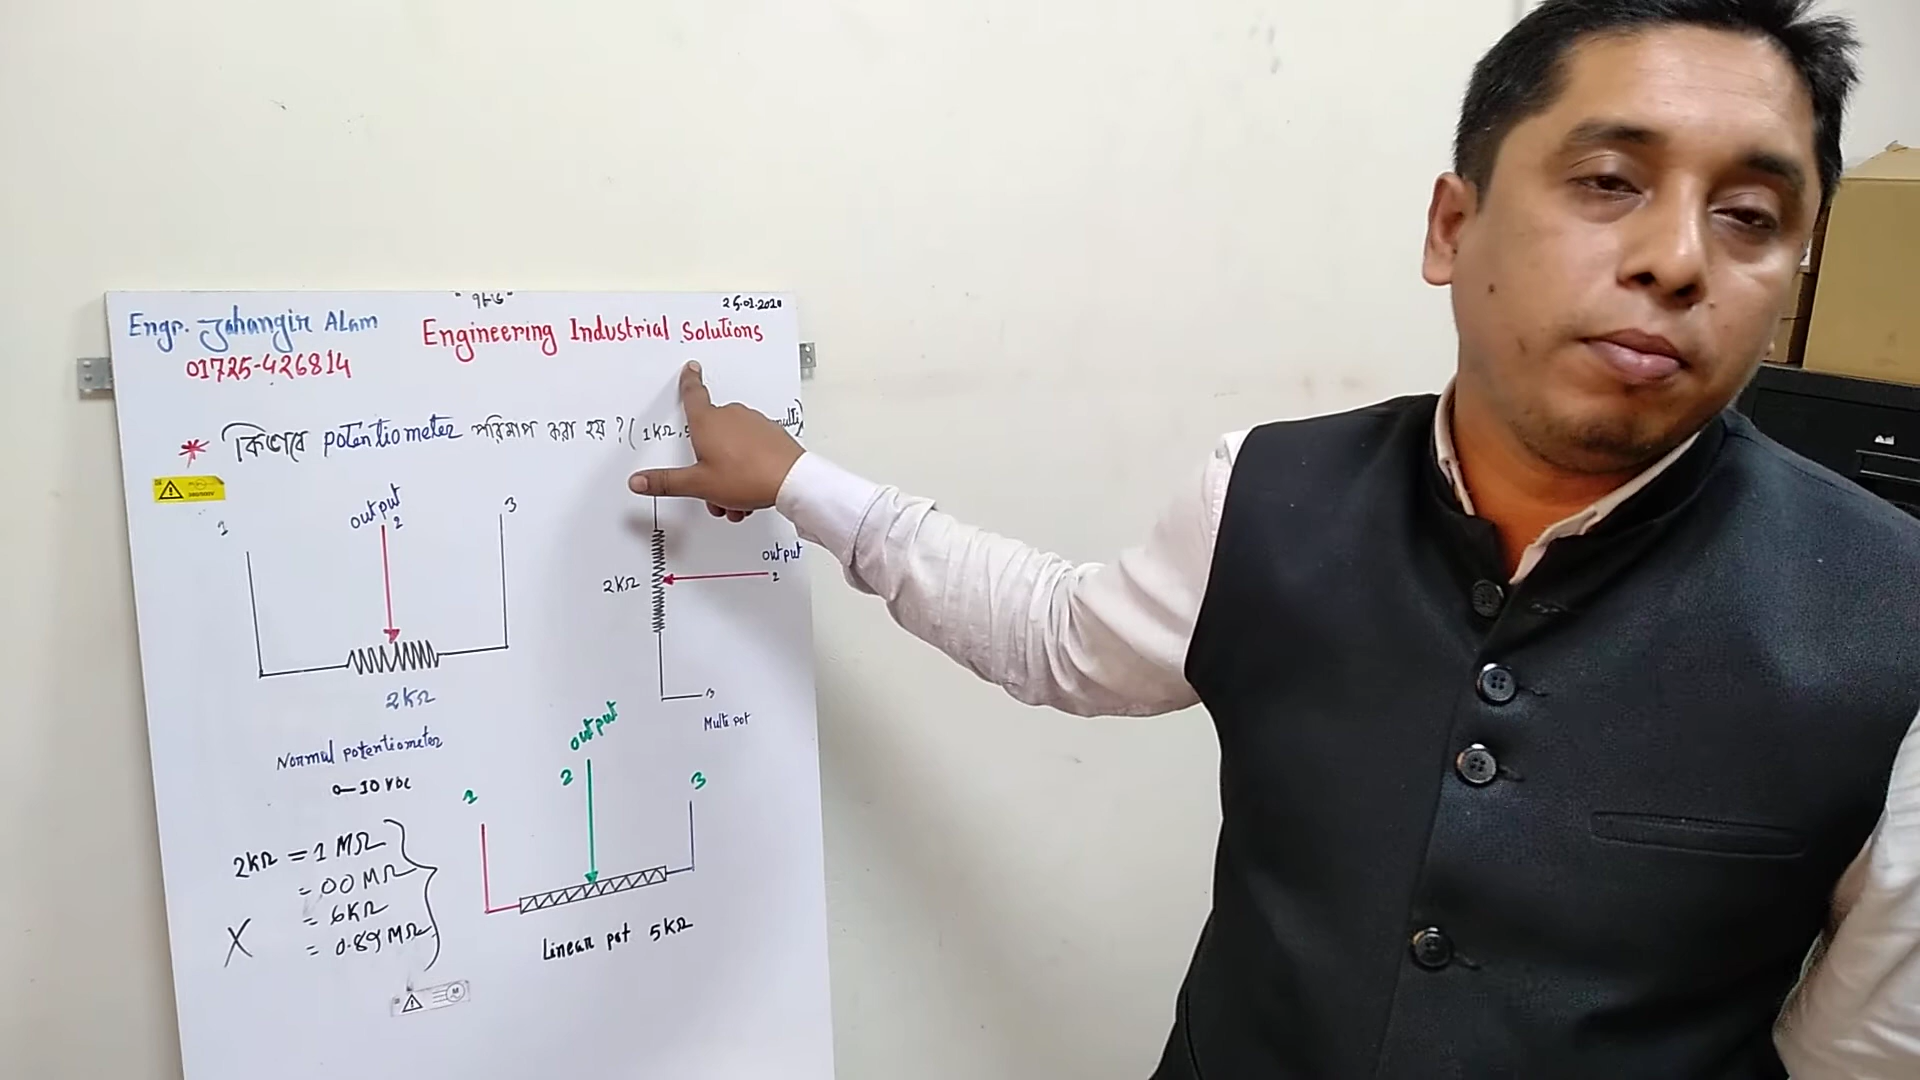 "৭৮৬"
25.01.2020
Engr. Jahangir Alam
Engineering Industrial Solutions
01725-426814
* কিভাবে potentiometer পরিমাপ করা হয় ? ( 1KΩ, 5 multi)
1
output
2
3
2KΩ
Normal potentiometer
0-10 VDC
2KΩ
output
2
3
Multi pot
output
1
2
3
Linear pot 5KΩ
2KΩ = 1 MΩ
= 00 MΩ
= 6KΩ
= 0.89 MΩ
X
M